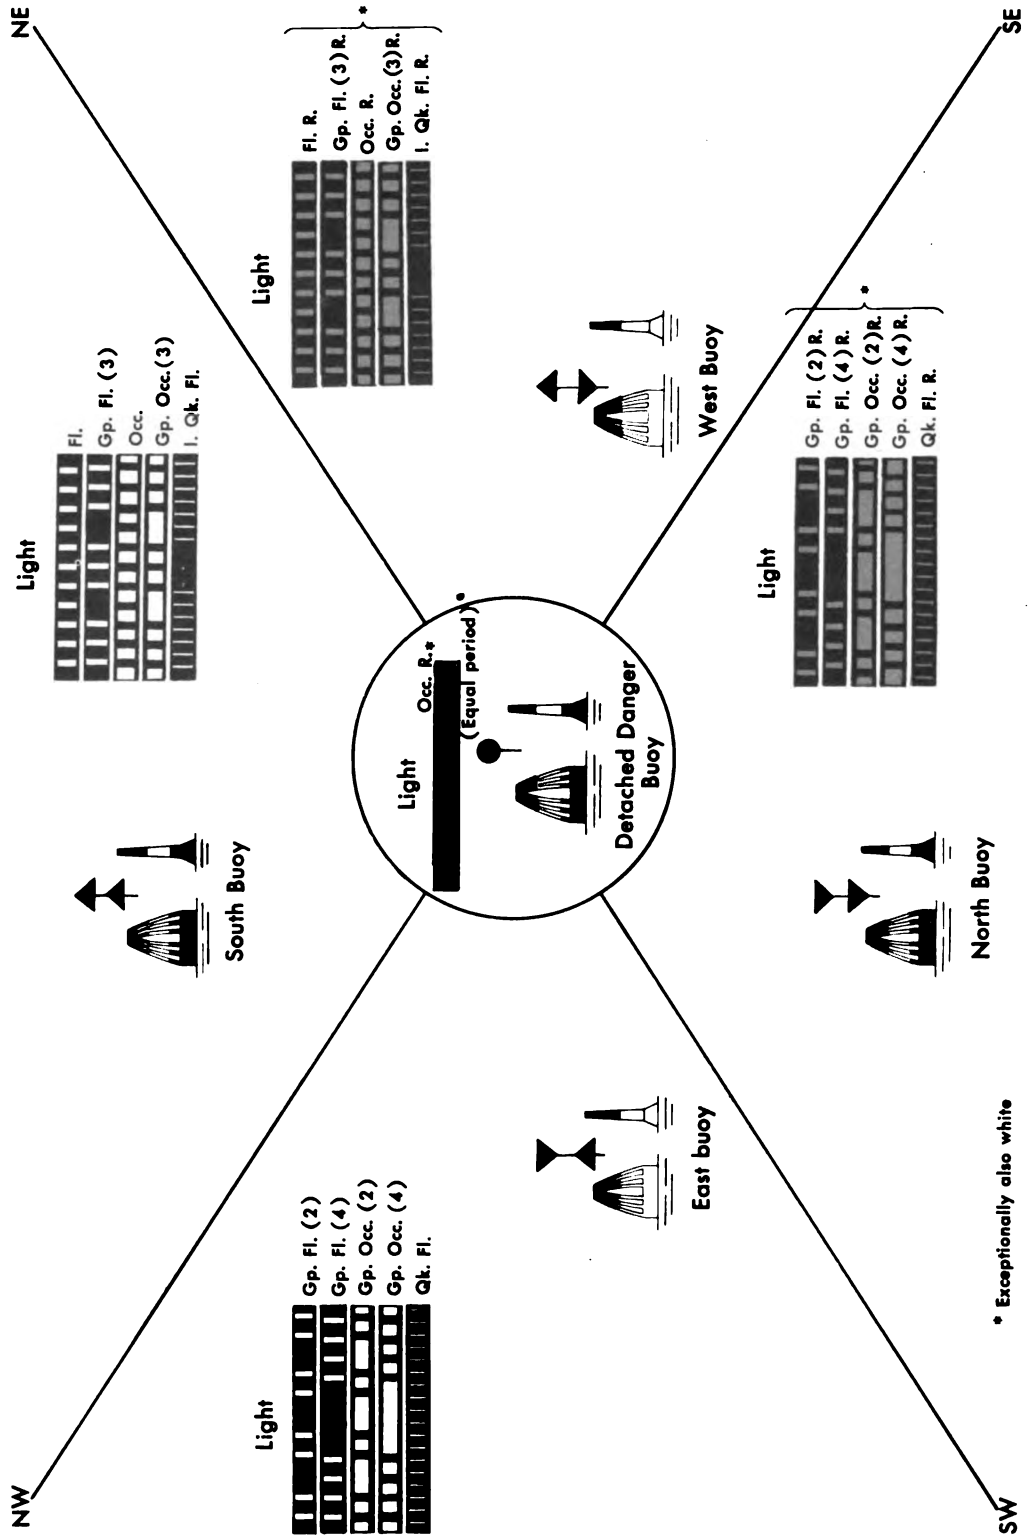 NW
NE
Light
Fl.
Gp. Fl. (3)
Occ.
Gp. Occ. (3)
I. Qk. Fl.
South Buoy
Light
Gp. Fl. (2)
Gp. Fl. (4)
Gp. Occ. (2)
Gp. Occ. (4)
Qk. Fl.
East buoy
Light
Occ. R.*
(Equal period)
Detached Danger
Buoy
Light
Fl. R.
Gp. Fl. (3) R.
Occ. R.
Gp. Occ. (3) R.
I. Qk. Fl. R.
*
West Buoy
Light
Gp. Fl. (2) R.
Gp. Fl. (4) R.
Gp. Occ. (2) R.
Gp. Occ. (4) R.
Qk. Fl. R.
*
North Buoy
* Exceptionally also white
SW
SE